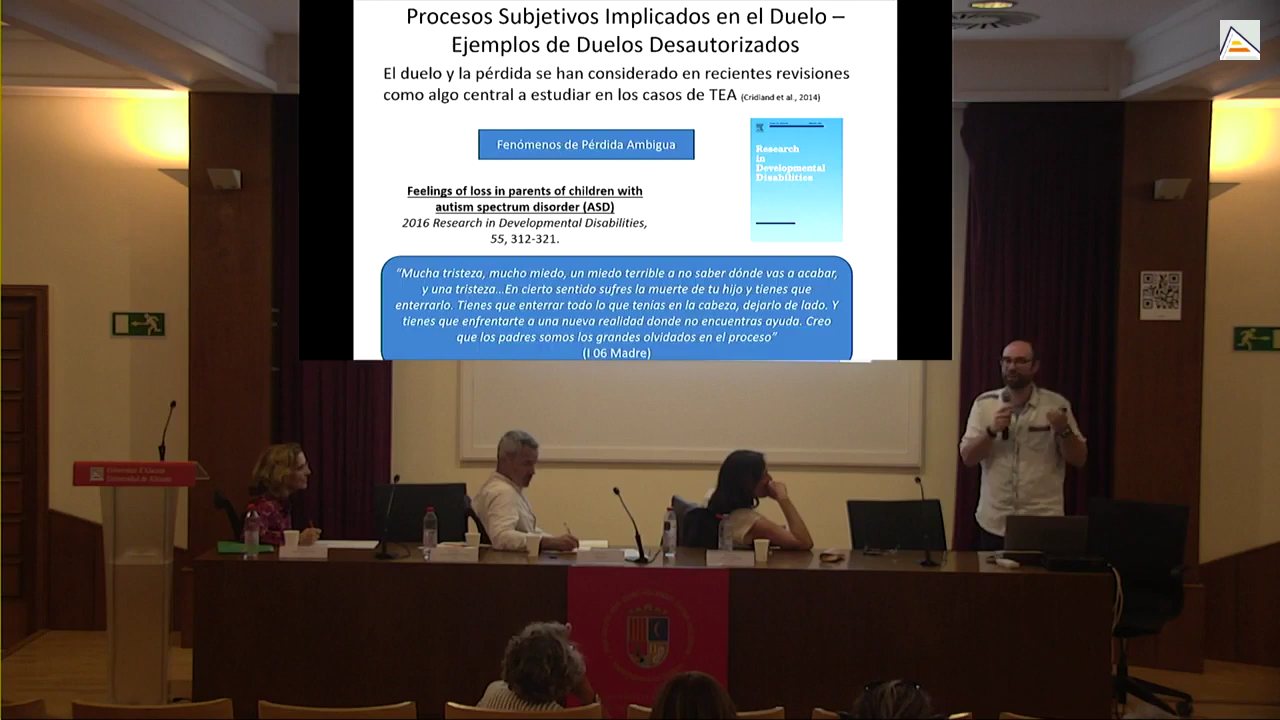 Procesos Subjetivos Implicados en el Duelo –
Ejemplos de Duelos Desautorizados
El duelo y la pérdida se han considerado en recientes revisiones
como algo central a estudiar en los casos de TEA (Cridland et al., 2014)
Fenómenos de Pérdida Ambigua
Research
in
Developmental
Disabilities
Feelings of loss in parents of children with
autism spectrum disorder (ASD)
2016 Research in Developmental Disabilities,
55, 312-321.
“Mucha tristeza, mucho miedo, un miedo terrible a no saber dónde vas a acabar,
y una tristeza...En cierto sentido sufres la muerte de tu hijo y tienes que
enterrarlo. Tienes que enterrar todo lo que tenías en la cabeza, dejarlo de lado. Y
tienes que enfrentarte a una nueva realidad donde no encuentras ayuda. Creo
que los padres somos los grandes olvidados en el proceso”
(I 06 Madre)
Universitat d'Alacant
Universidad de Alicante